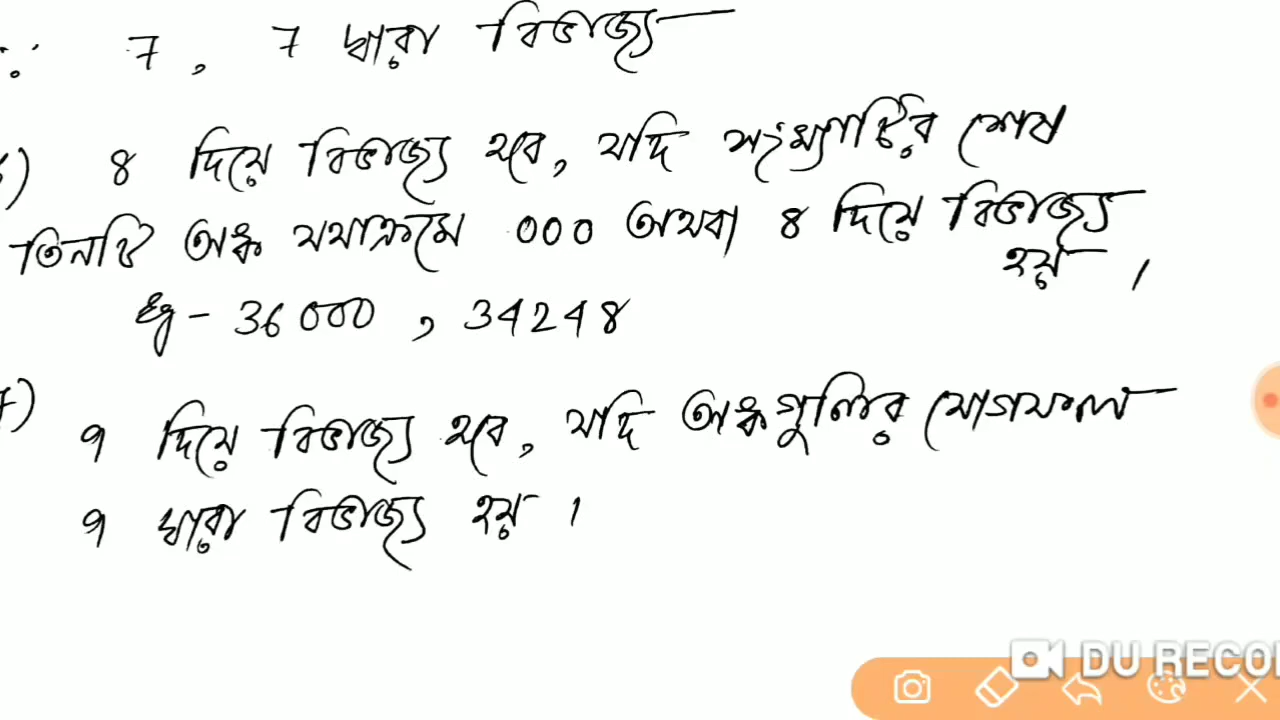 ∵ 7, 7 দ্বারা বিভাজ্য
) 8 দিয়ে বিভাজ্য হবে, যদি সংখ্যাটির শেষ
তিনটি অঙ্ক যথাক্রমে 000 অথবা 8 দিয়ে বিভাজ্য
হয়।
eg - 36000, 34248
) 9 দিয়ে বিভাজ্য হবে, যদি অঙ্কগুলির যোগফল
9 দ্বারা বিভাজ্য হয়।
DU RECO